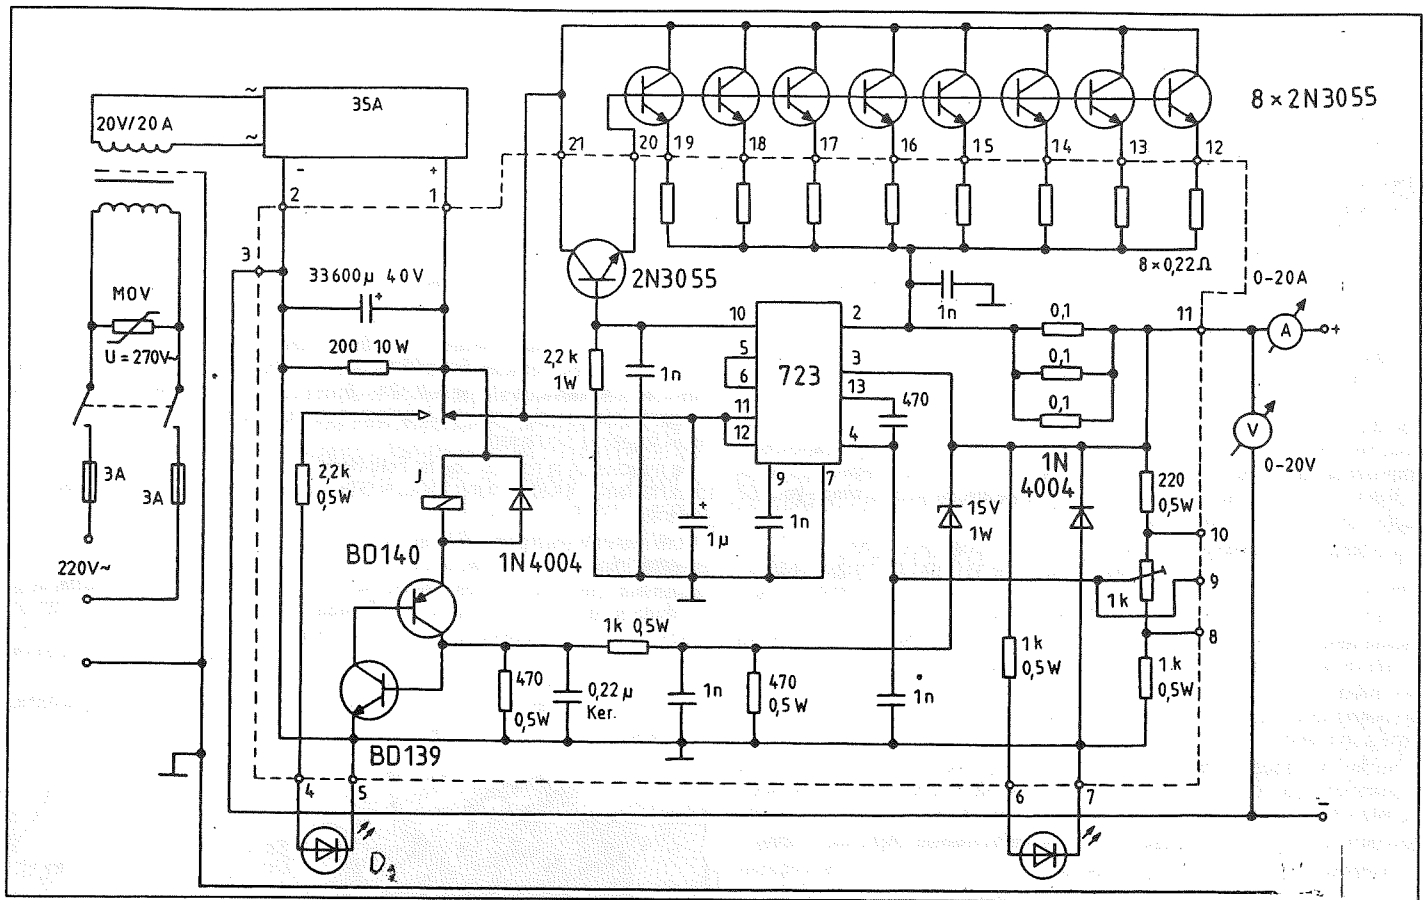 35A
8×2N3055
20V/20A
~
~
-
+
2
1
3
21
20
19
18
17
16
15
14
13
12
8×0,22Ω
0-20A
33600µ 40V
+
MOV
U=270V~
200 10W
2N3055
1n
10
2
11
A
+
0,1
0,1
0,1
2,2k
1W
1n
5
6
723
3
13
470
11
12
4
V
0-20V
3A
3A
2,2k
0,5W
J
9
7
1N
4004
220
0,5W
+
1µ
1n
15V
1W
10
BD140
1N4004
220V~
1k
9
8
1k 0,5W
1k
0,5W
1k
0,5W
470
0,5W
0,22µ
Ker.
1n
470
0,5W
1n
BD139
4
5
6
7
-
D1